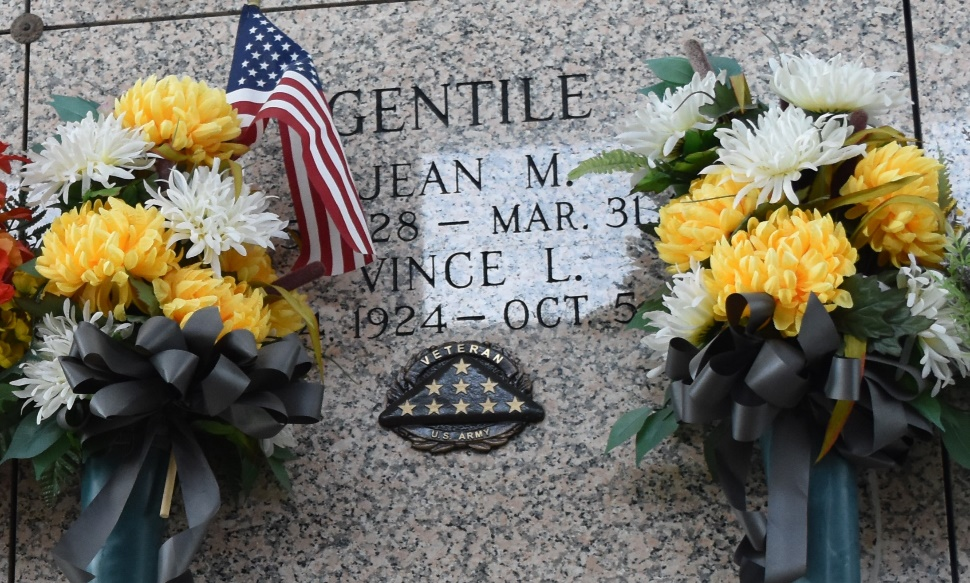 GENTILE
JEAN M.
28 – MAR. 31
VINCE L.
1924 – OCT 5
VETERAN
U.S. ARMY